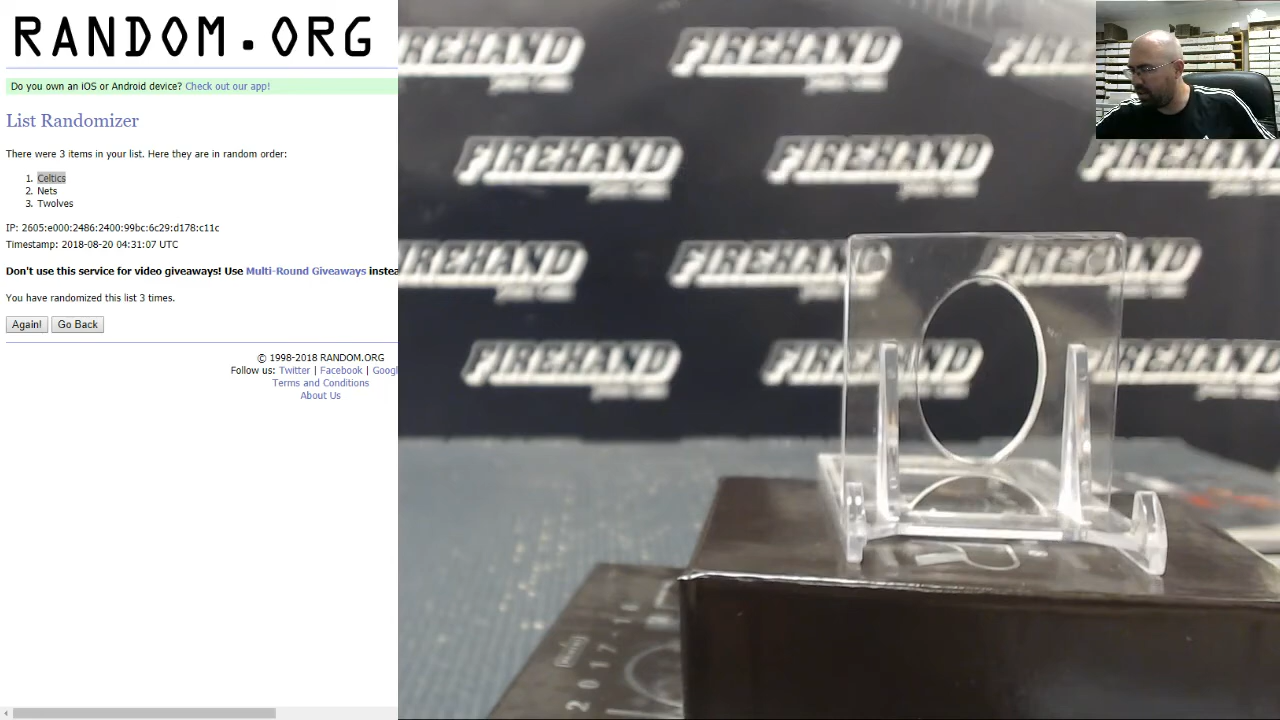 RANDOM.ORG
Do you own an iOS or Android device? Check out our app!
List Randomizer
There were 3 items in your list. Here they are in random order:
1. Celtics
2. Nets
3. Twolves
IP: 2605:e000:2486:2400:99bc:6c29:d178:c11c
Timestamp: 2018-08-20 04:31:07 UTC
Don't use this service for video giveaways! Use Multi-Round Giveaways instea
You have randomized this list 3 times.
Again! Go Back
© 1998-2018 RANDOM.ORG
Follow us: Twitter | Facebook | Googl
Terms and Conditions
About Us
FIREHAND FIREHAND FIREHAND
FIREHAND FIREHAND FIREHAND
FIREHAND FIREHAND FIREHAND
FIREHAND FIREHAND FIREHAND
2017-18